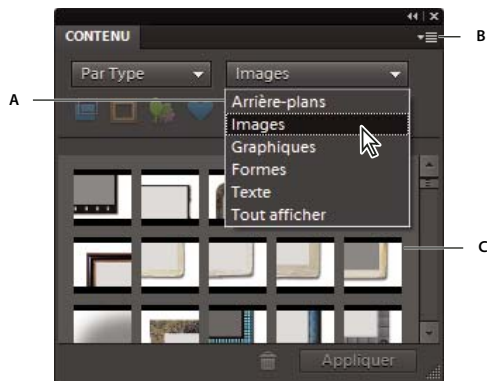 CONTENU
B
Par Type
Images
A
Arrière-plans
Images
Graphiques
Formes
Texte
Tout afficher
C
Appliquer